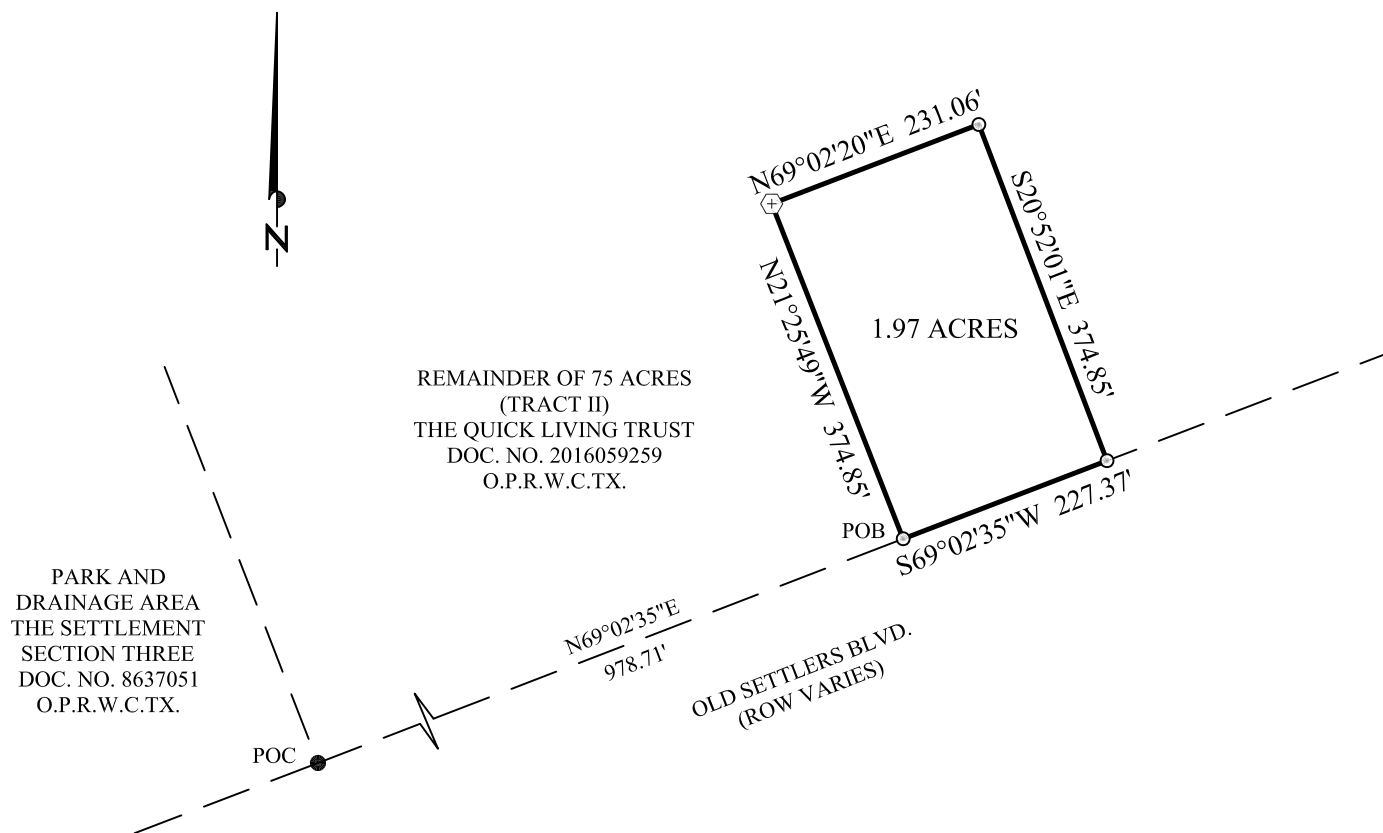 N
N69°02'20"E 231.06'
S20°52'01"E 374.85'
N21°25'49"W 374.85'
1.97 ACRES
REMAINDER OF 75 ACRES
(TRACT II)
THE QUICK LIVING TRUST
DOC. NO. 2016059259
O.P.R.W.C.TX.
POB
S69°02'35"W 227.37'
PARK AND
DRAINAGE AREA
THE SETTLEMENT
SECTION THREE
DOC. NO. 8637051
O.P.R.W.C.TX.
N69°02'35"E
978.71'
OLD SETTLERS BLVD.
(ROW VARIES)
POC